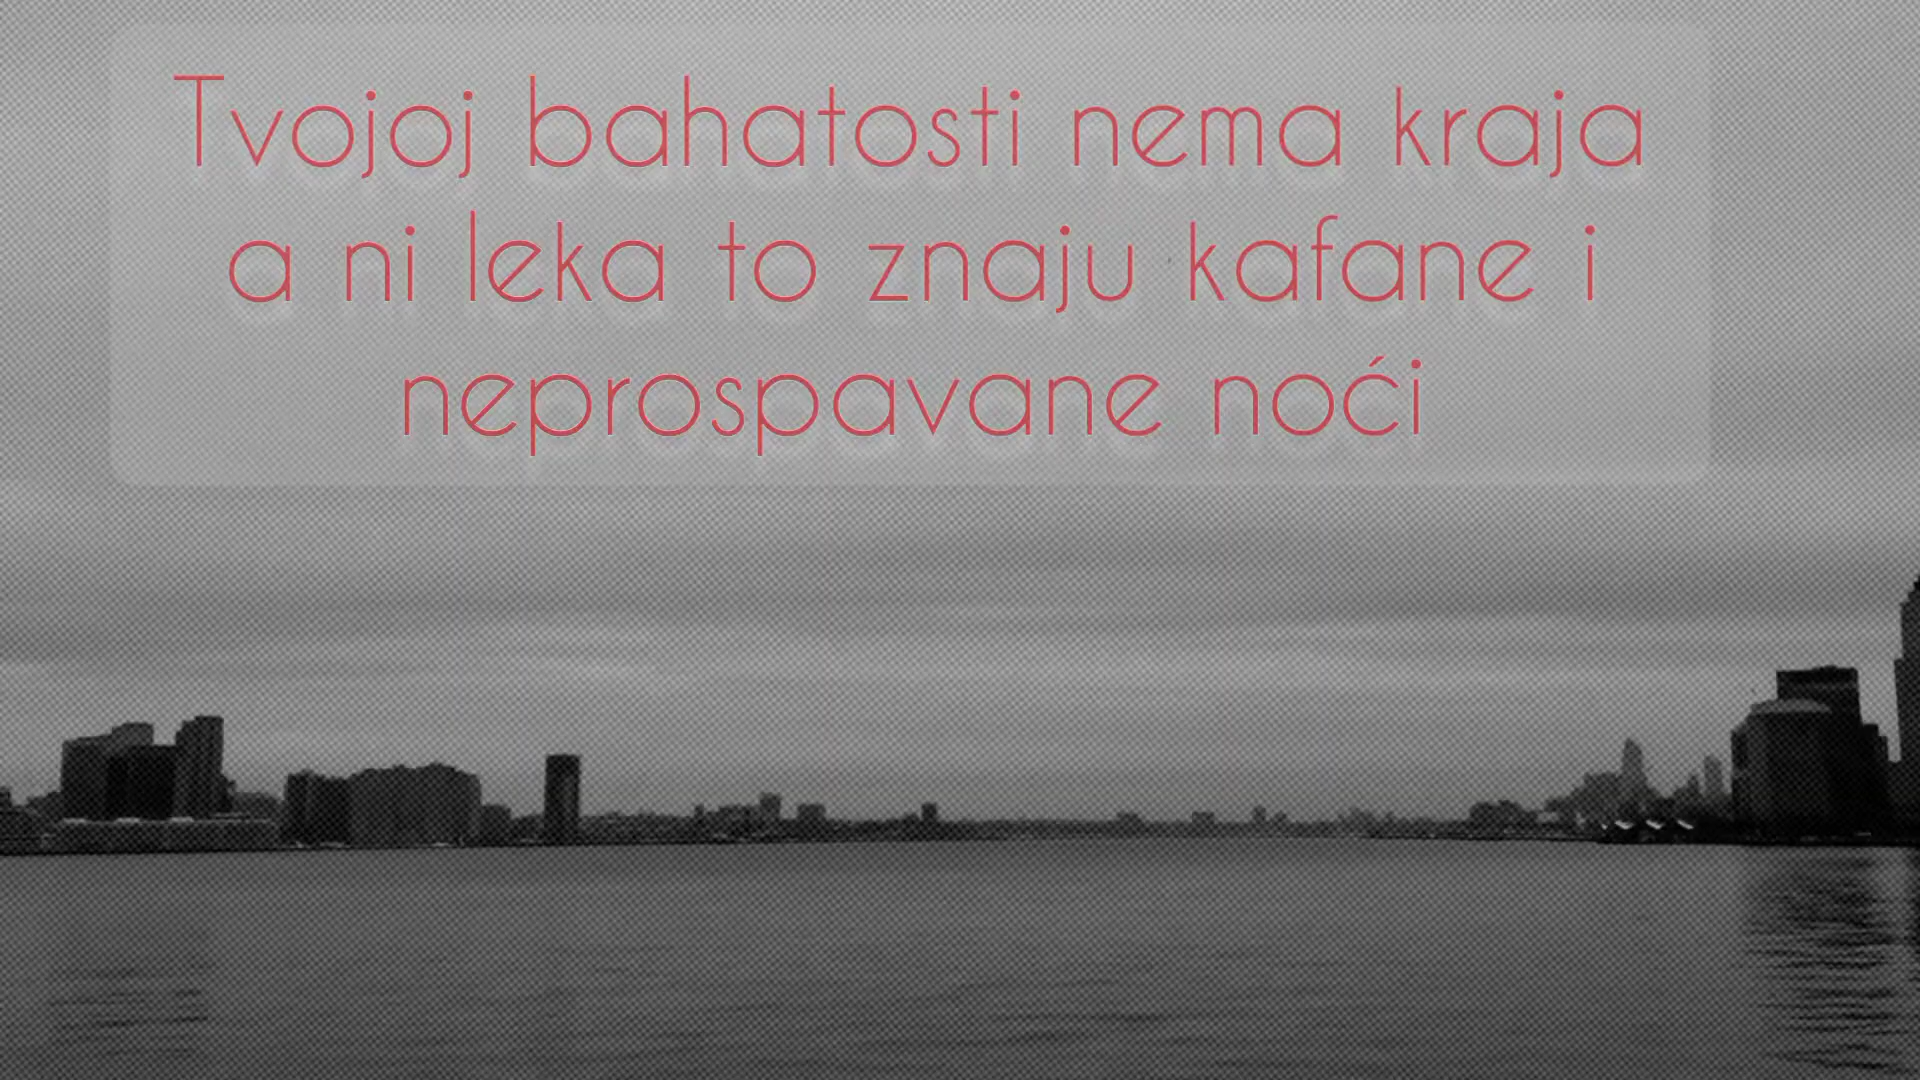 Tvojoj bahatosti nema kraja
a ni leka to znaju kafane i
neprospavane noći